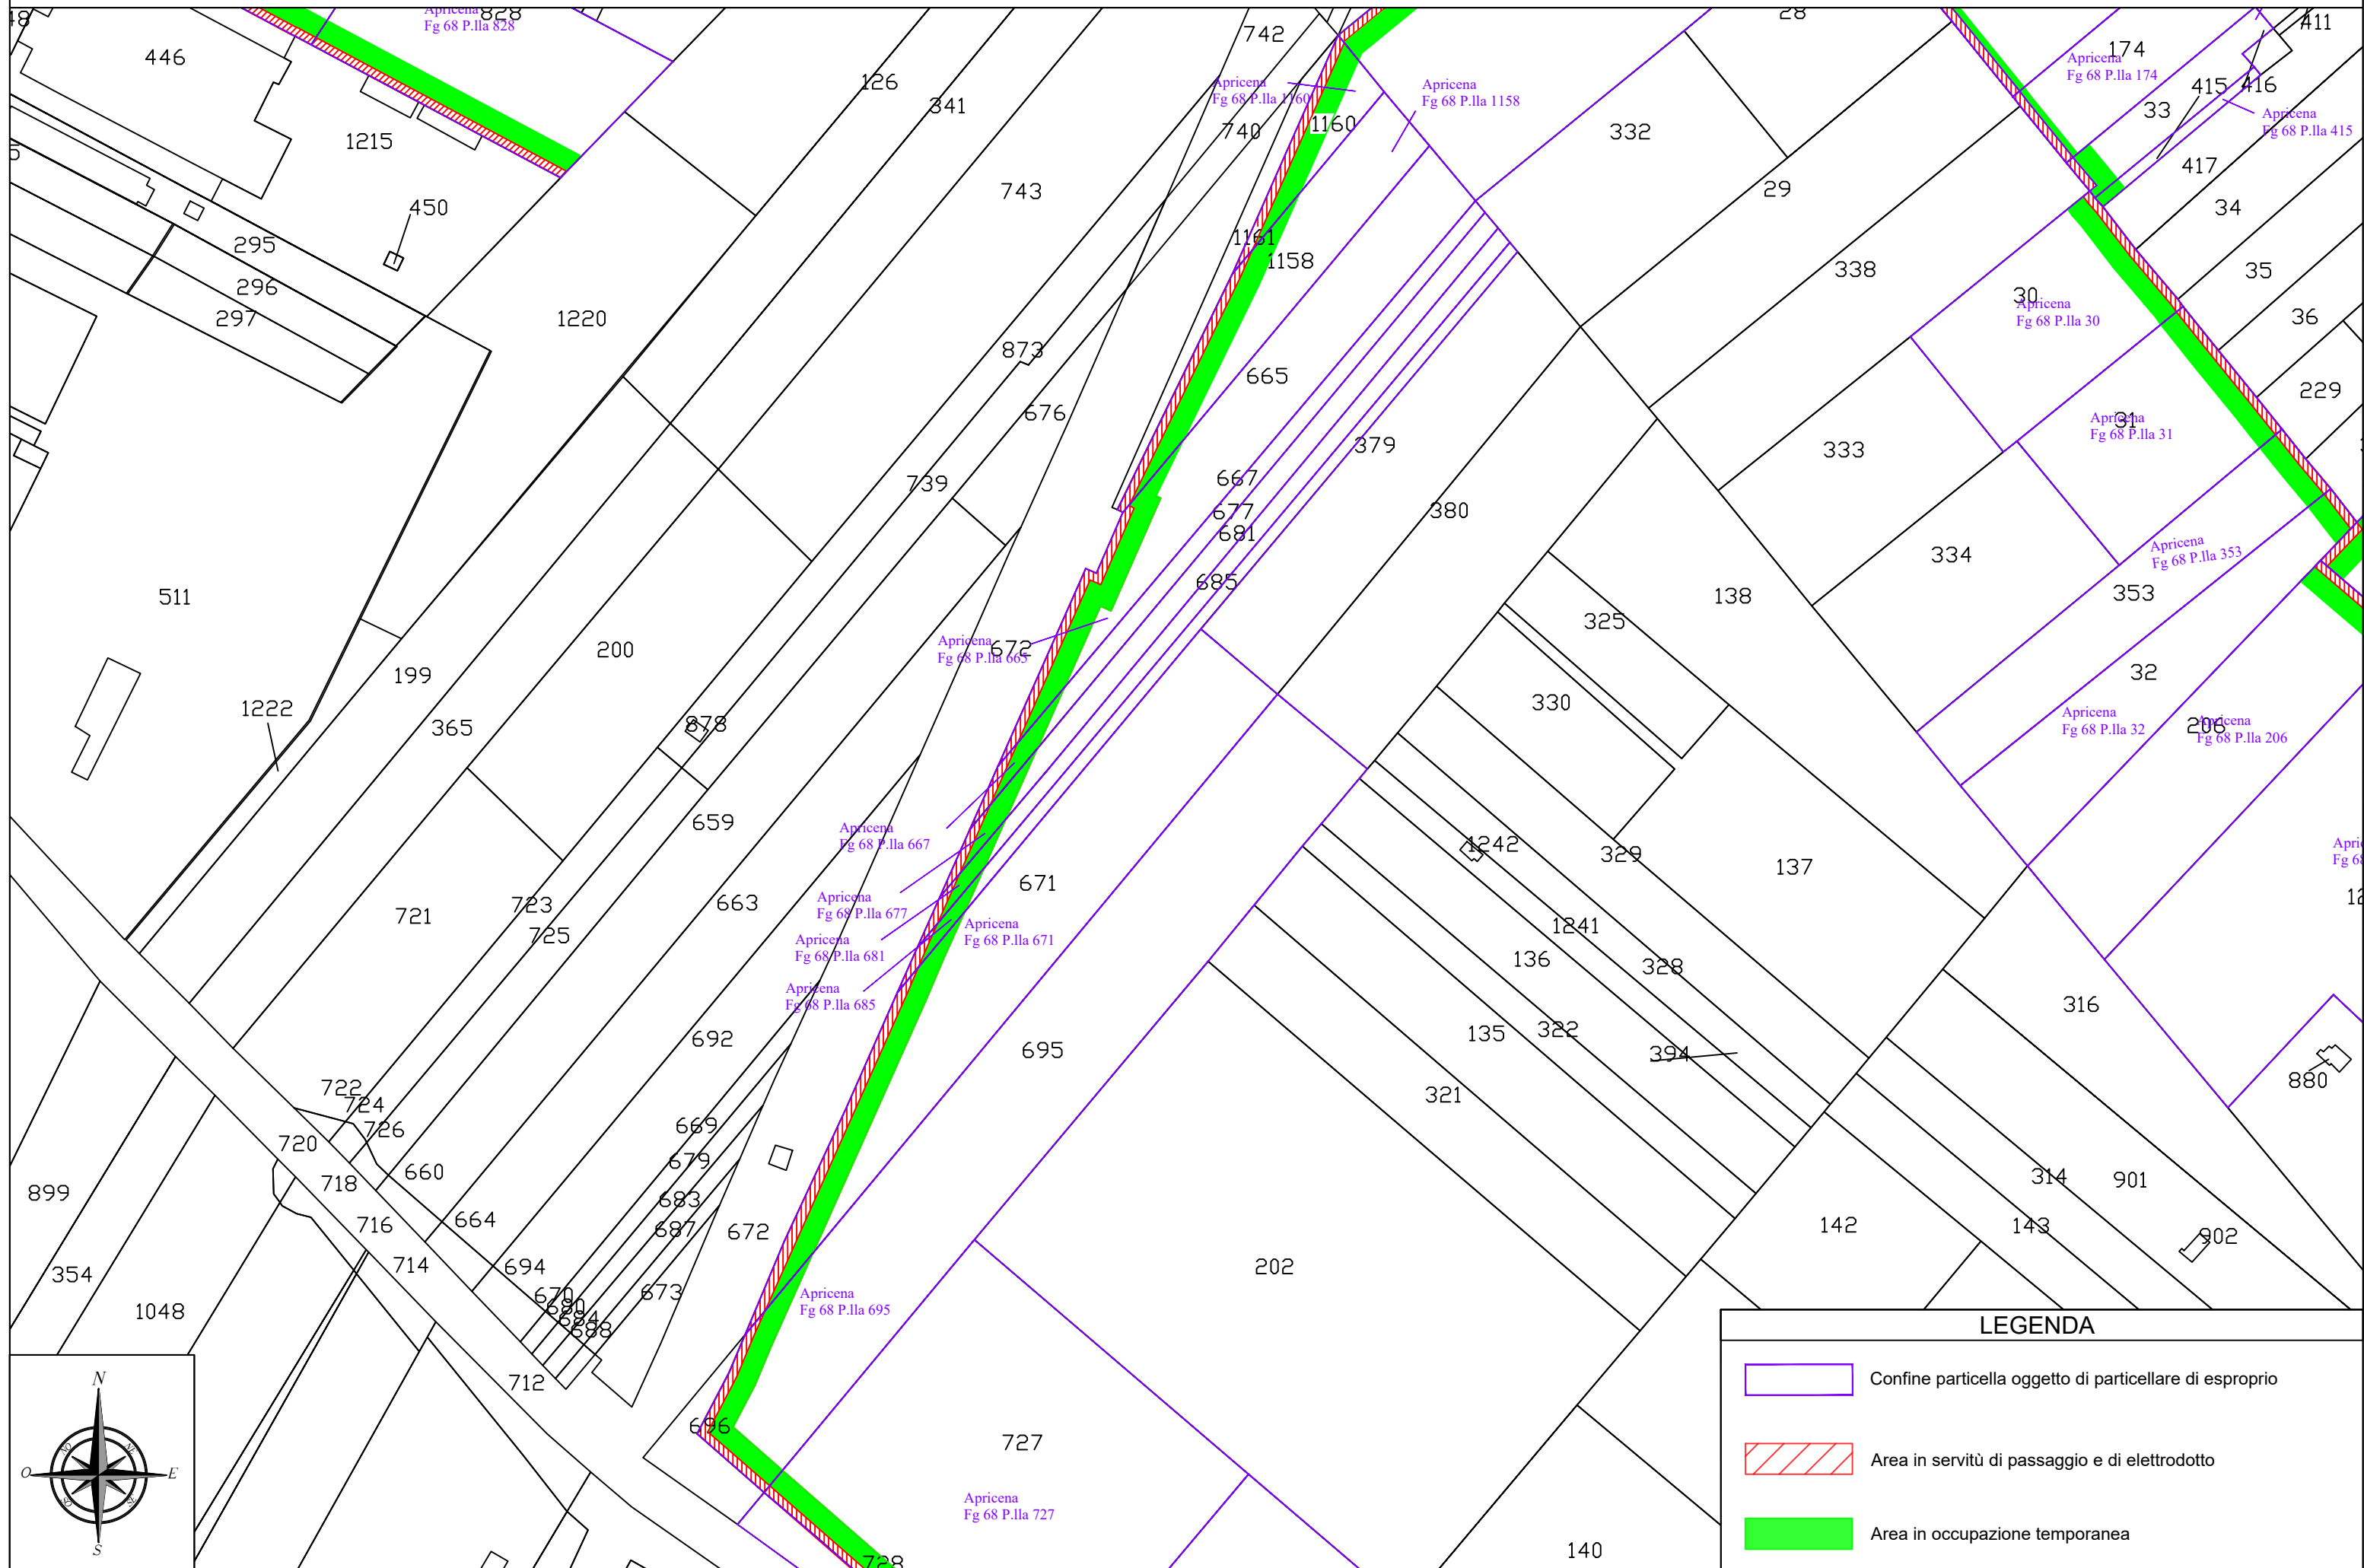 828
Apricena
Fg 68 P.lla 828
742
28
411
446
174
Apricena
Fg 68 P.lla 174
126
341
Apricena
Fg 68 P.lla 1160
Apricena
Fg 68 P.lla 1158
415
416
33
Apricena
Fg 68 P.lla 415
1215
740
1160
332
417
743
29
450
34
295
1161
1158
338
35
296
30
Apricena
Fg 68 P.lla 30
297
1220
36
873
665
229
676
31
Apricena
Fg 68 P.lla 31
379
333
739
667
677
681
380
Apricena
Fg 68 P.lla 353
334
685
511
138
353
325
200
Apricena
Fg 68 P.lla 665
672
199
32
1222
330
365
878
Apricena
Fg 68 P.lla 32
206
Apricena
Fg 68 P.lla 206
659
Apricena
Fg 68 P.lla 667
1242
329
137
671
663
721
723
725
Apricena
Fg 68 P.lla 677
Apricena
Fg 68 P.lla 681
Apricena
Fg 68 P.lla 671
1241
136
328
Apricena
Fg 68 P.lla 685
316
692
695
135
322
394
880
722
724
726
321
669
720
679
660
718
899
683
687
664
716
672
314
901
142
143
902
714
694
202
354
670
680
684
688
673
1048
Apricena
Fg 68 P.lla 695
712
696
727
Apricena
Fg 68 P.lla 727
140
728
LEGENDA
Confine particella oggetto di particellare di esproprio
Area in servitù di passaggio e di elettrodotto
Area in occupazione temporanea
N
NO
NE
O
E
SO
SE
S